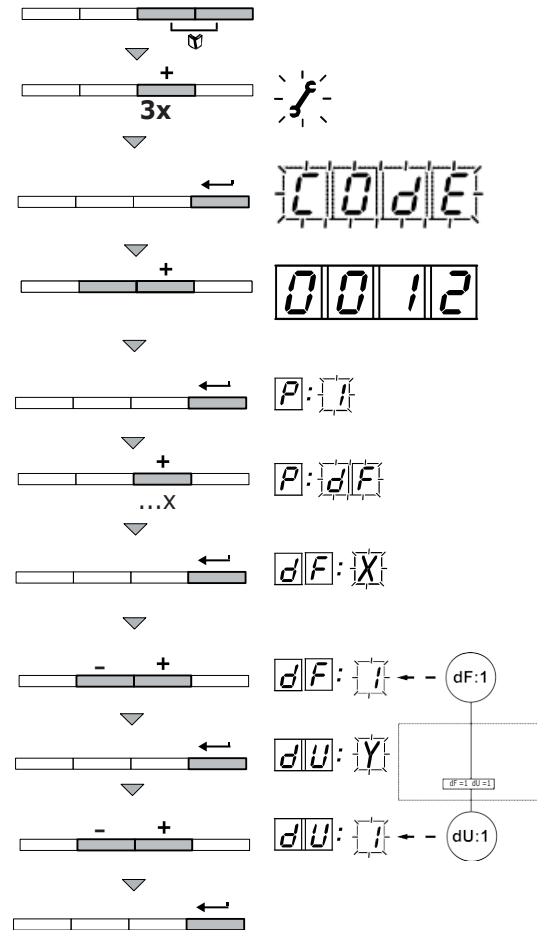 +
3x
CODE
+
0012
P: 1
+
...x
P: dF
dF: X
– +
dF: 1 ← – dF:1
dU: Y
dF =1 dU =1
– +
dU: 1 ← – dU:1